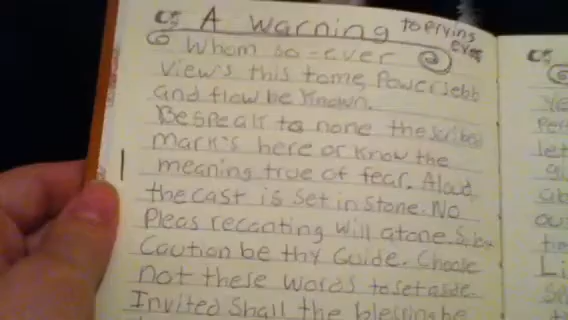 A warning to prying eyes
Whom so-ever
views this tome, Powers ebb
and flow be known.
Bespeak to none the scribed
mark's here or know the
meaning true of fear. Aloud
the cast is set in stone. No
Pleas recanting will atone.
Caution be thy Guide. Choose
not these words to set aside.
Invited Shall the blessing be